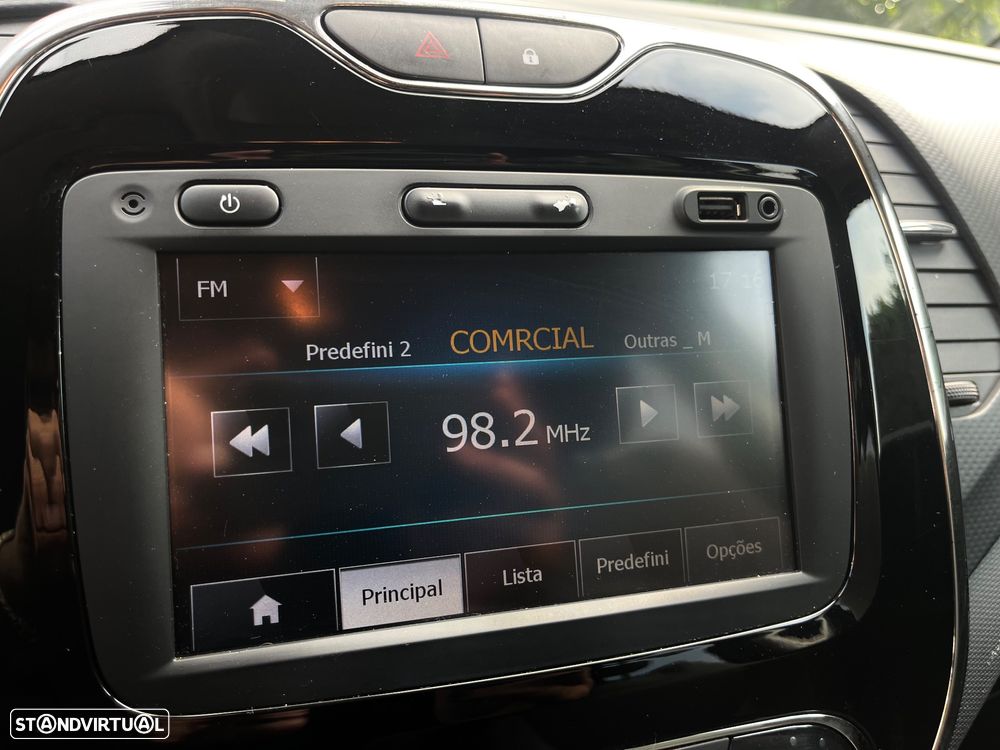 FM
17:16
Predefini 2 COMRCIAL Outras _ M
98.2 MHz
Principal Lista Predefini Opções
STANDVIRTUAL